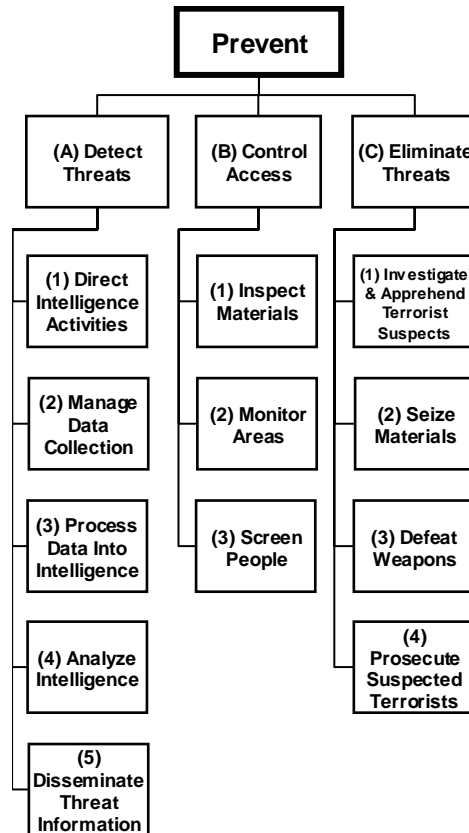 Prevent
(A) Detect
Threats
(B) Control
Access
(C) Eliminate
Threats
(1) Direct
Intelligence
Activities
(2) Manage
Data
Collection
(3) Process
Data Into
Intelligence
(4) Analyze
Intelligence
(5)
Disseminate
Threat
Information
(1) Inspect
Materials
(2) Monitor
Areas
(3) Screen
People
(1) Investigate
& Apprehend
Terrorist
Suspects
(2) Seize
Materials
(3) Defeat
Weapons
(4)
Prosecute
Suspected
Terrorists